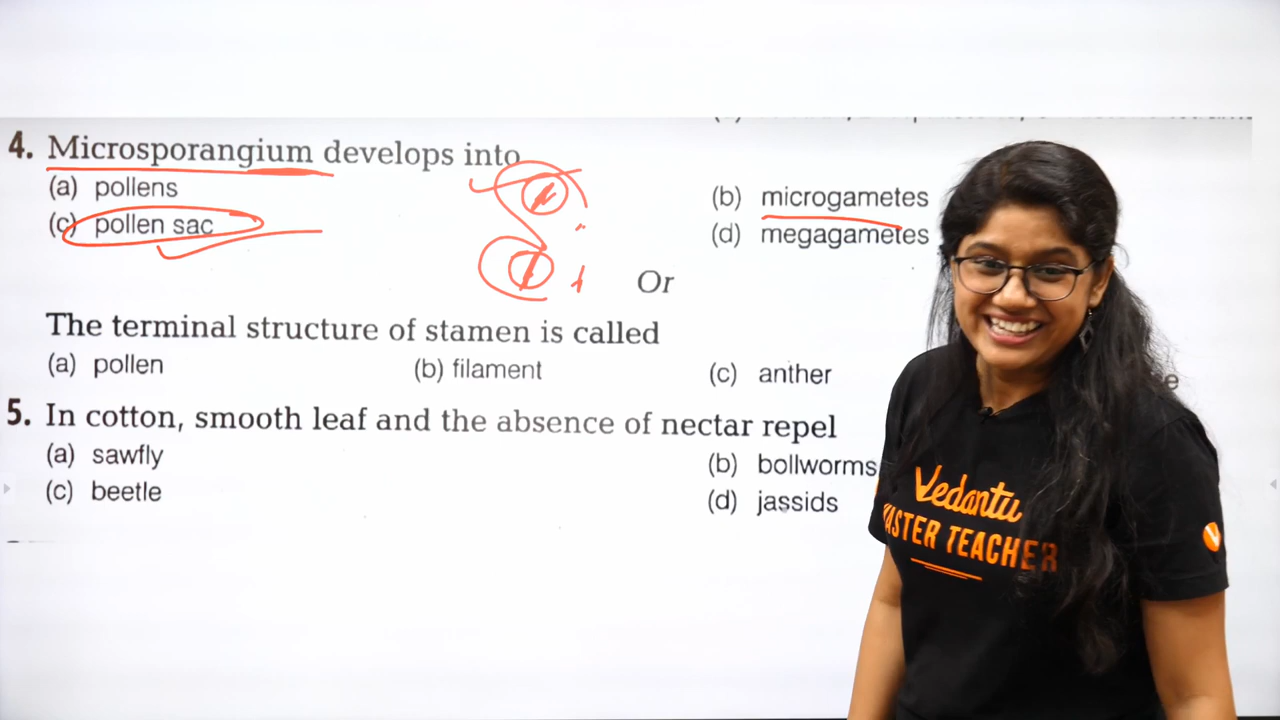 4. Microsporangium develops into
(a) pollens
(b) microgametes
(c) pollen sac
(d) megagametes
Or
The terminal structure of stamen is called
(a) pollen (b) filament (c) anther
5. In cotton, smooth leaf and the absence of nectar repel
(a) sawfly
(b) bollworms
(c) beetle
(d) jassids
Vedantu
MASTER TEACHER
V